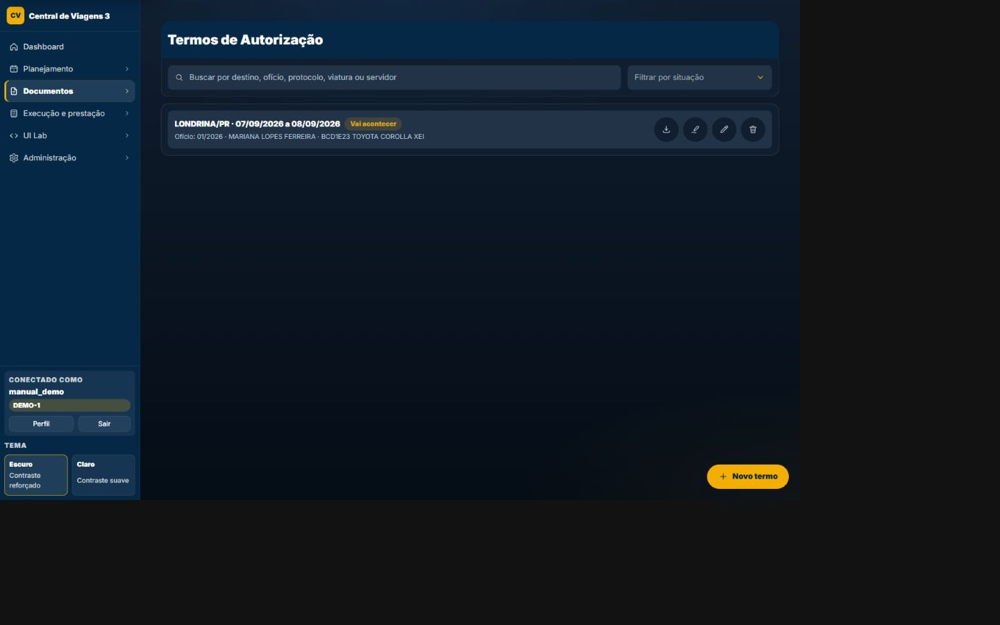 CV Central de Viagens 3
Dashboard
Planejamento
Documentos
Execução e prestação
UI Lab
Administração
CONECTADO COMO
manual_demo
DEMO-1
Perfil Sair
TEMA
Escuro
Contraste
reforçado
Claro
Contraste suave
Termos de Autorização
Buscar por destino, ofício, protocolo, viatura ou servidor
Filtrar por situação
LONDRINA/PR · 07/09/2026 a 08/09/2026 Vai acontecer
Ofício: 01/2026 · MARIANA LOPES FERREIRA · BCD1E23 TOYOTA COROLLA XEI
Novo termo